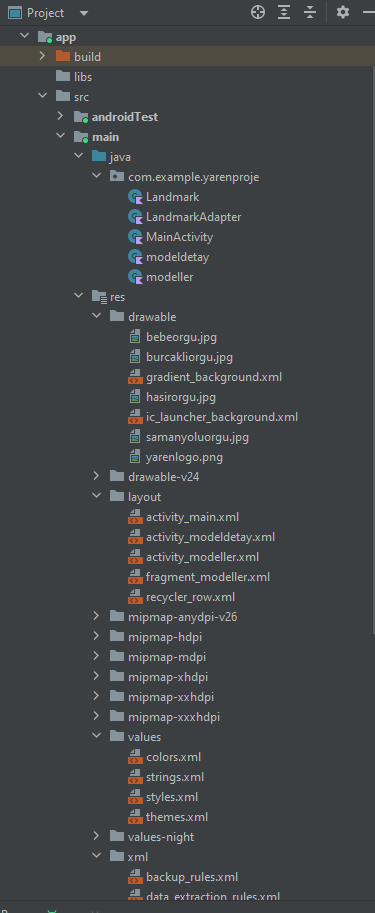 Project
app
build
libs
src
androidTest
main
java
com.example.yarenproje
Landmark
LandmarkAdapter
MainActivity
modeldetay
modeller
res
drawable
bebeorgu.jpg
burcakliorgu.jpg
gradient_background.xml
hasirorgu.jpg
ic_launcher_background.xml
samanyoluorgu.jpg
yarenlogo.png
drawable-v24
layout
activity_main.xml
activity_modeldetay.xml
activity_modeller.xml
fragment_modeller.xml
recycler_row.xml
mipmap-anydpi-v26
mipmap-hdpi
mipmap-mdpi
mipmap-xhdpi
mipmap-xxhdpi
mipmap-xxxhdpi
values
colors.xml
strings.xml
styles.xml
themes.xml
values-night
xml
backup_rules.xml
data_extraction_rules.xml